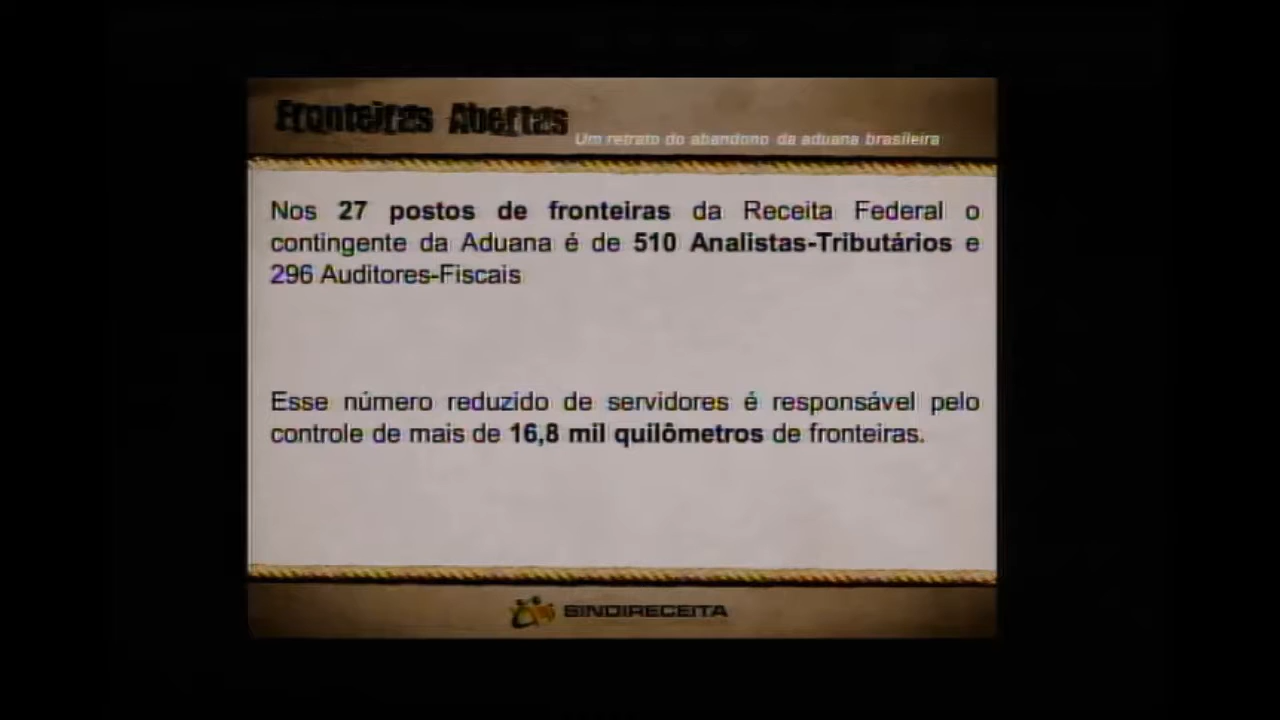 Fronteiras Abertas
Um retrato do abandono da aduana brasileira
Nos 27 postos de fronteiras da Receita Federal o
contingente da Aduana é de 510 Analistas-Tributários e
296 Auditores-Fiscais
Esse número reduzido de servidores é responsável pelo
controle de mais de 16,8 mil quilômetros de fronteiras.
SINDIRECEITA